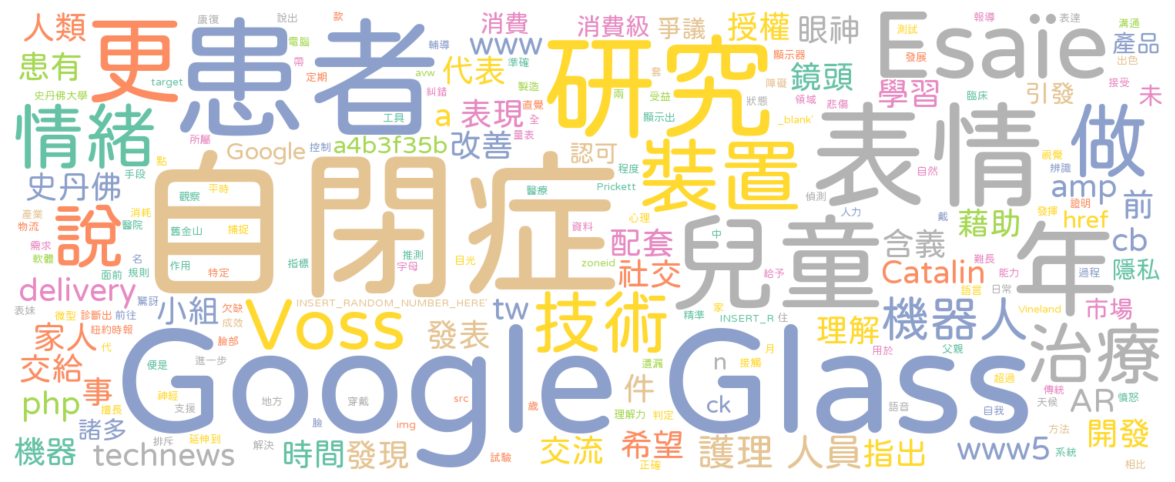 人類
康復
說出
款
消費
消費級
爭議
授權
眼神
Esaïe
報導
表達
溝通
患有
更
患者
電腦
輔導
www
研究
顯示器
測試
發展
產品
出色
target
帶
定期
avw
準確
代表
套
鏡頭
障礙
接受
史丹佛大學
工具
糾錯
製造
兩
受益
狀態
領域
悲傷
學習
臨床
引發
未
情緒
所屬
控制
a
表現
直覺
全
量表
顯示出
_blank'
表情
做
點
Google
a4b3f35b
改善
認可
裝置
自然
親覺
辨識
手段
自閉症
醫療
程度
Prickett
偵測
amp
證明
史丹佛
觀察
平時
前
產業
消耗
醫院
心理
人力
戴
發揮
href
藉助
物流
說
舊金山
捕捉
資料
配套
中
兒童
含義
年
cb
需求
軟體
面前
規則
作用
推測
字母
目光
社交
zoneid
給予
難長
能力
過程
隱私
名
特定
指標
語言
日常
Catalin
delivery
驚訝
INSERT_RANDOM_NUMBER_HERE'
精準
家
Vineland
市場
表妹
微型
診斷出
前往
小組
欠缺
tw
技術
INSERT_R
住
機器人
紐約時報
成效
Voss
發表
理解
家人
代
臉部
月
用於
父親
治療
便是
進一步
遺漏
接觸
交給
事
Google Glass
超過
傳統
php
擅長
神經
支援
地方
穿戴
src
歲
件
n
天候
憤怒
AR
理解力
判定
ck
語音
自我
諸多
臉
img
希望
開發
機器
technews
排斥
延伸到
解決
時間
發現
試驗
交流
正確
護理
人員
指出
www5
方法
系統
相比